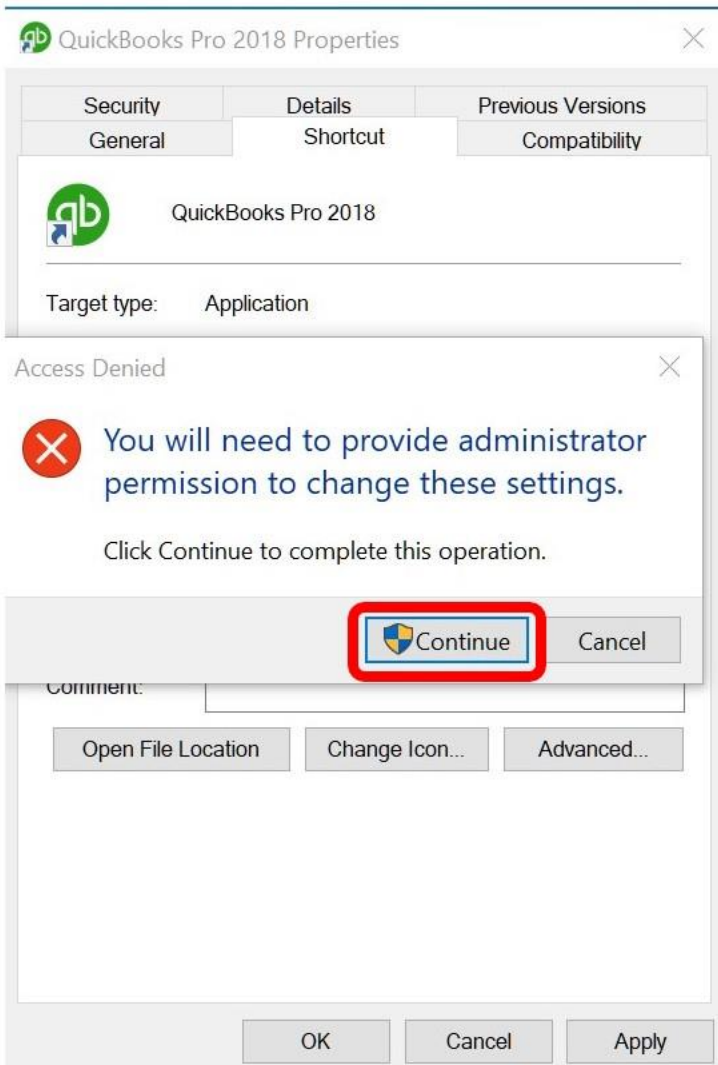 QuickBooks Pro 2018 Properties
Security Details Previous Versions
General Shortcut Compatibility
qb QuickBooks Pro 2018
Target type: Application
Access Denied
You will need to provide administrator
permission to change these settings.
Click Continue to complete this operation.
Continue Cancel
Comment:
Open File Location Change Icon... Advanced...
OK Cancel Apply